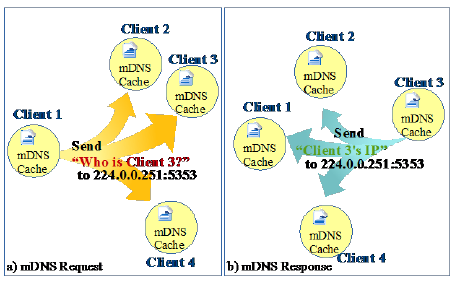 Client 2
mDNS
Cache
Client 3
mDNS
Cache
Client 1
mDNS
Cache
Send
“Who is Client 3?”
to 224.0.0.251:5353
mDNS
Cache
Client 4
a) mDNS Request
Client 2
mDNS
Cache
Client 3
mDNS
Cache
Client 1
mDNS
Cache
Send
“Client 3's IP”
to 224.0.0.251:5353
mDNS
Cache
Client 4
b) mDNS Response